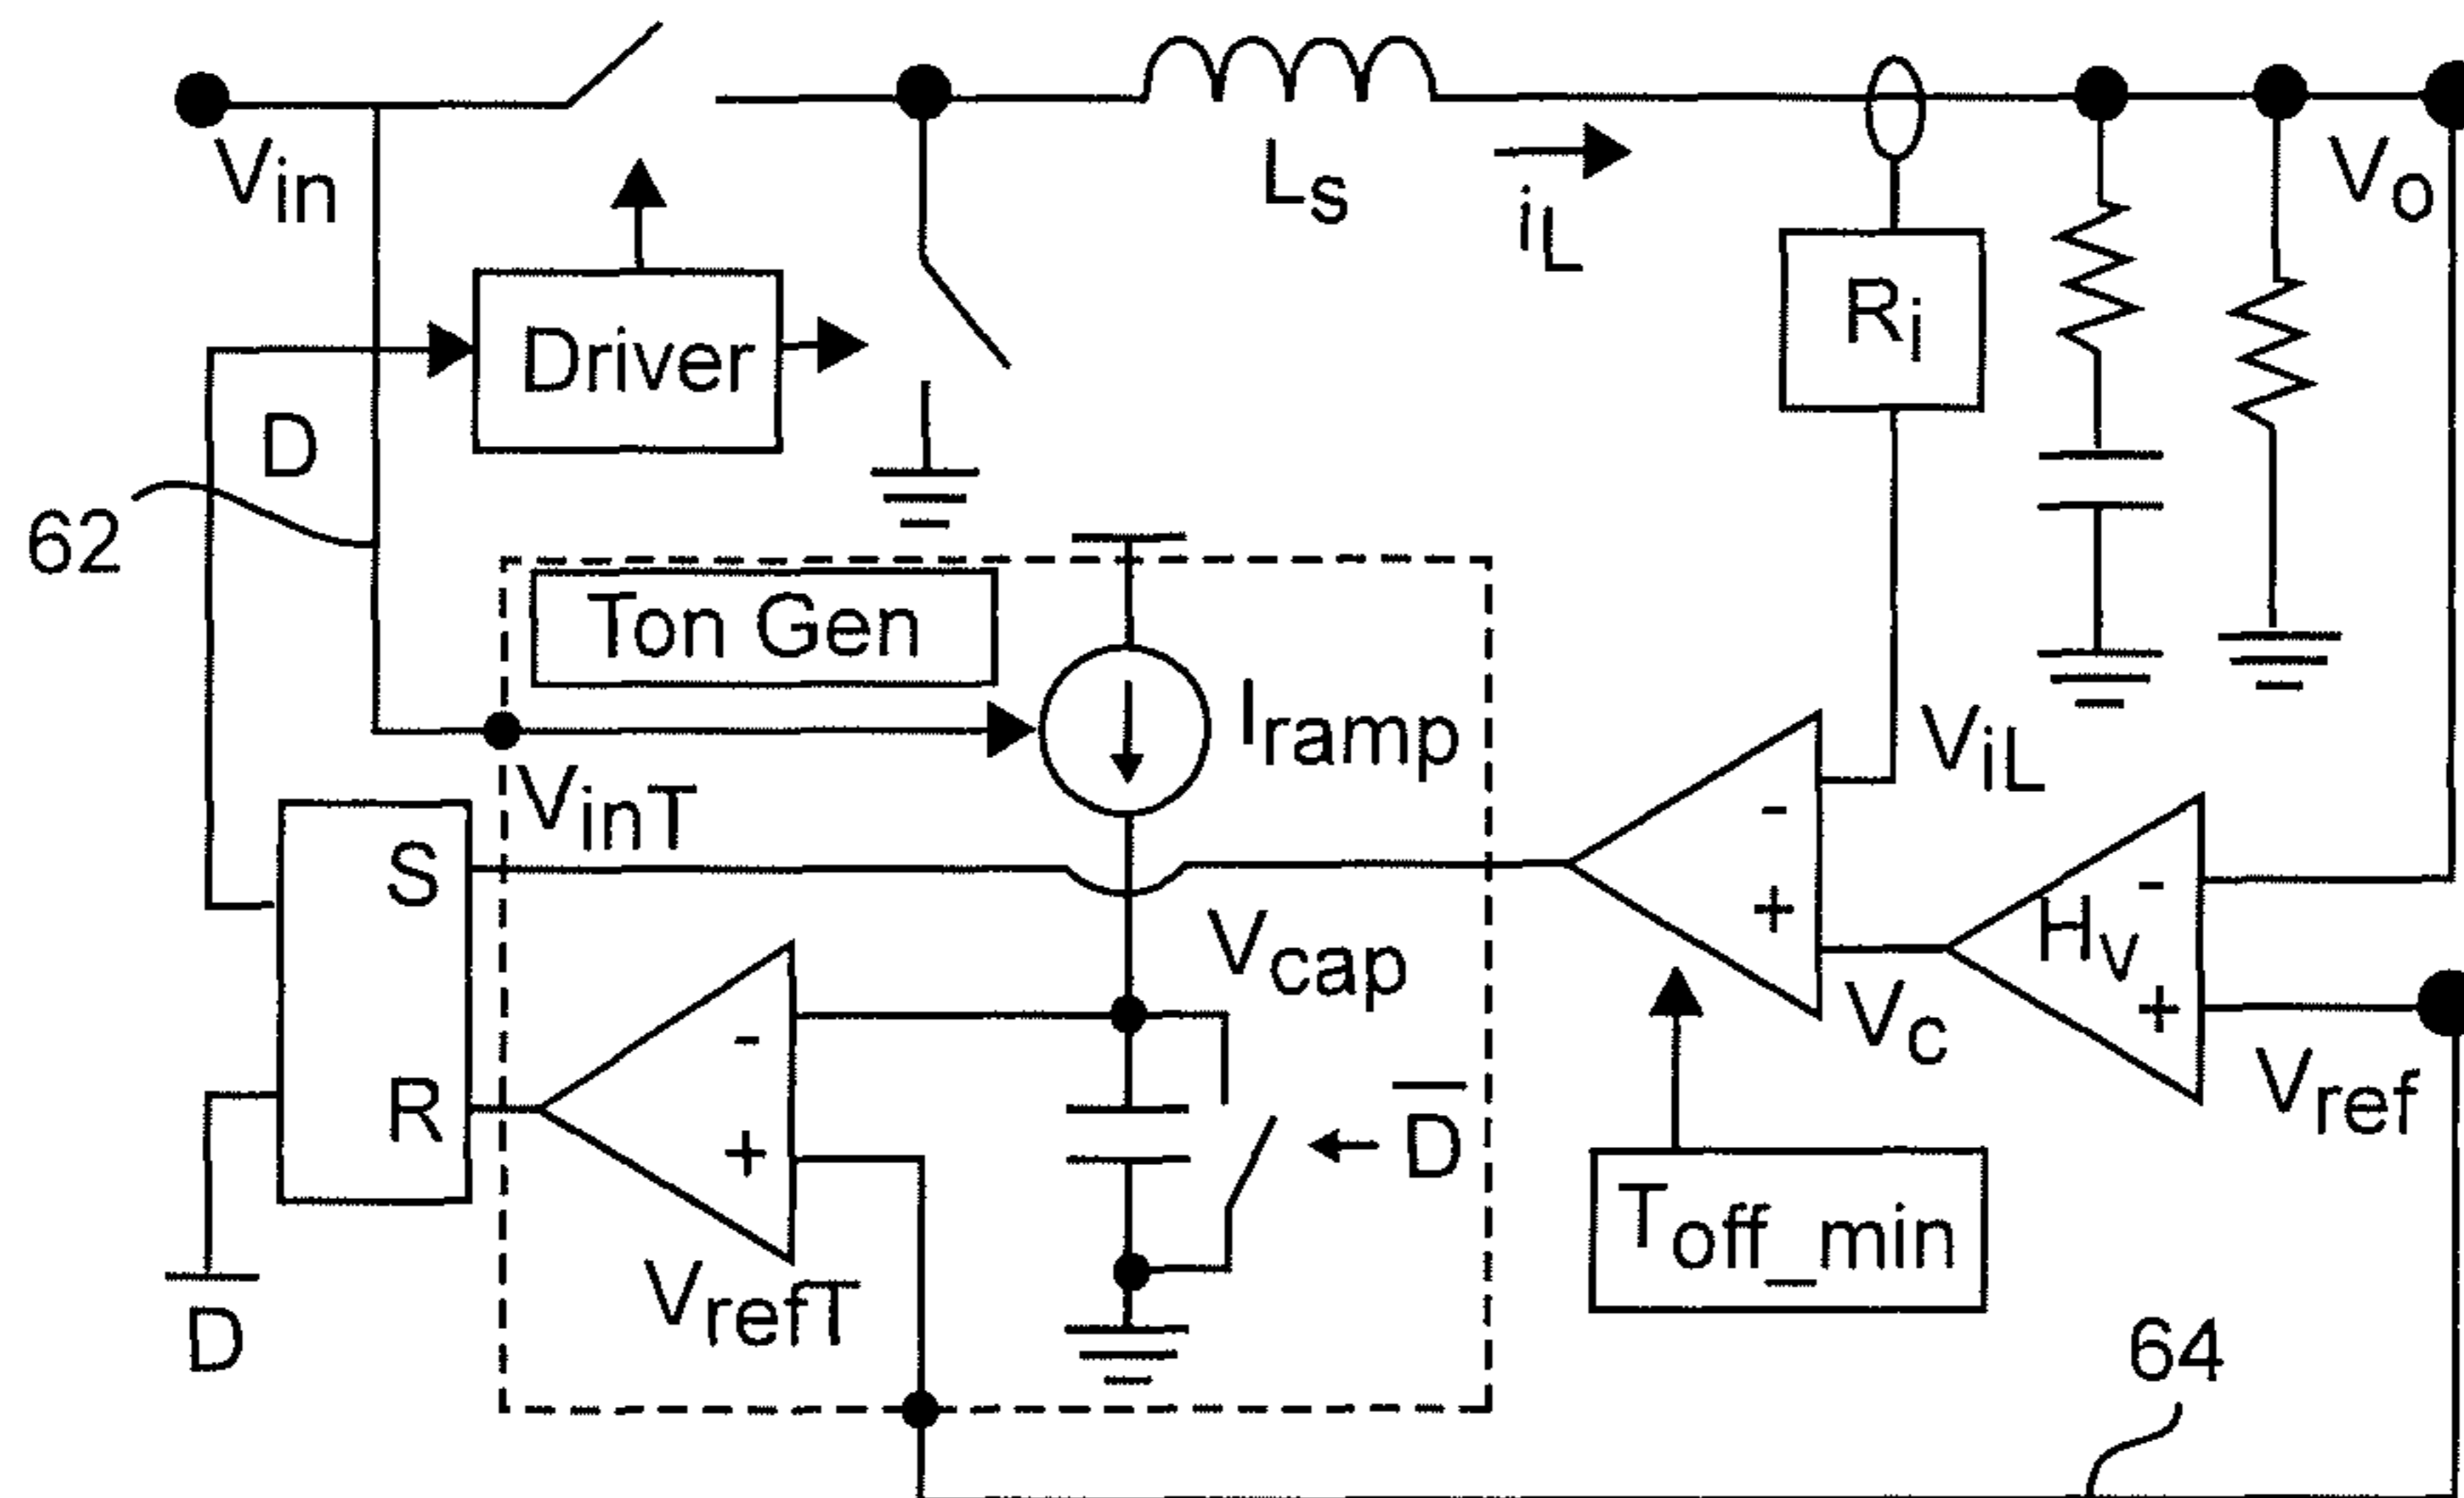 Vin
Ls
iL
Vo
Ri
Driver
D
62
Ton Gen
Iramp
VinT
ViL
S
Vcap
Hv
-
+
-
+
Vc
Vref
R
-
+
D
Toff_min
VrefT
D
64